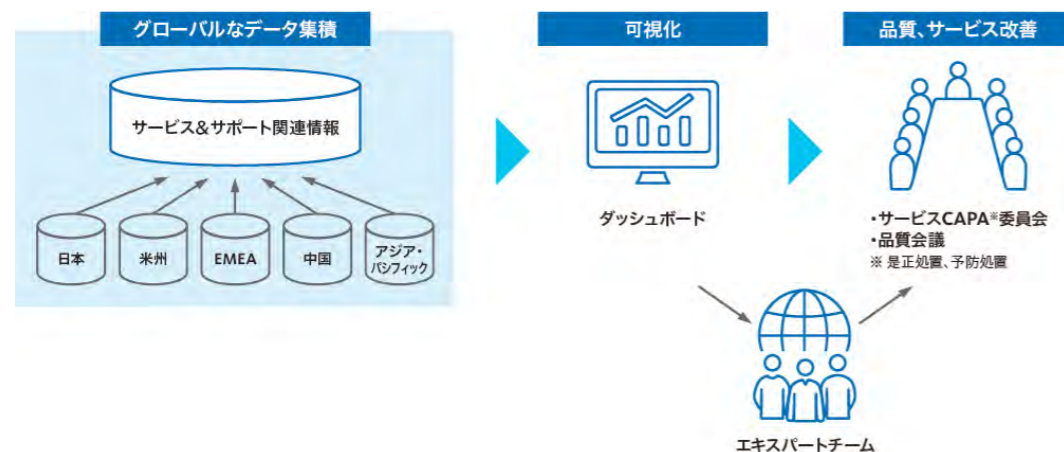 グローバルなデータ集積
可視化
品質、サービス改善
サービス&サポート関連情報
日本
米州
EMEA
中国
アジア・
パシフィック
ダッシュボード
・サービスCAPA※委員会
・品質会議
※ 是正処置、予防処置
エキスパートチーム